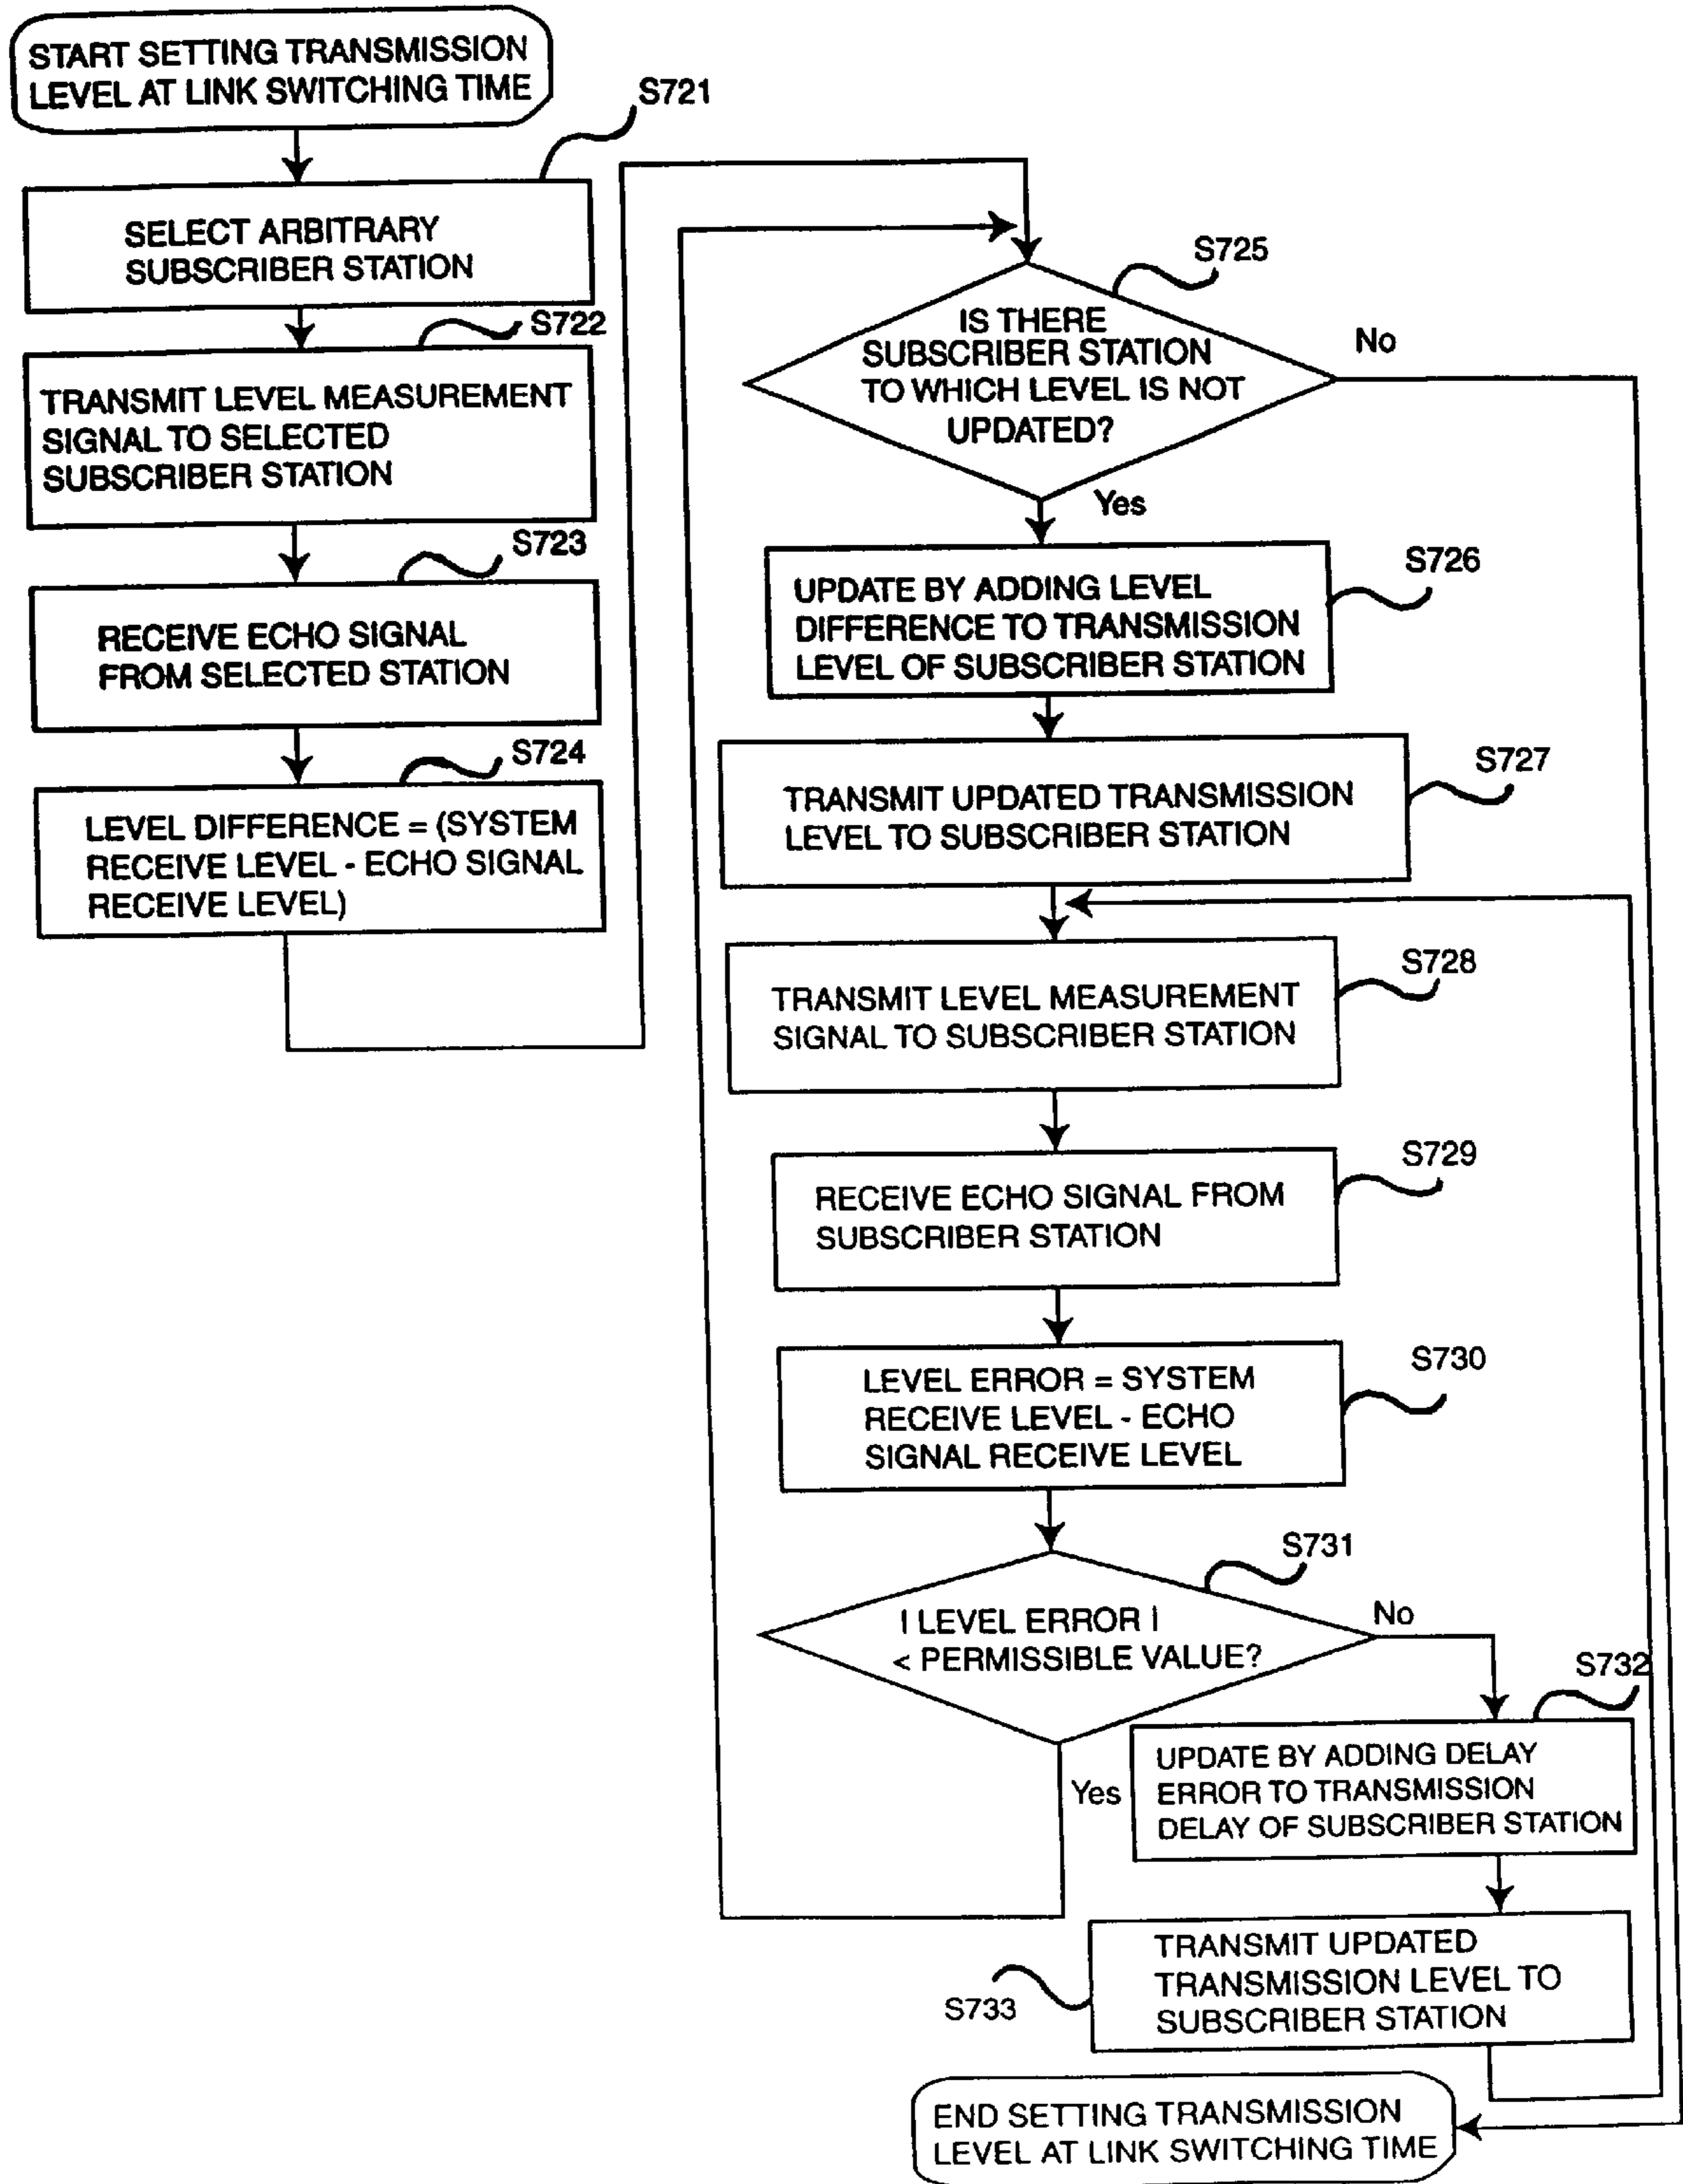 START SETTING TRANSMISSION
LEVEL AT LINK SWITCHING TIME
S721
SELECT ARBITRARY
SUBSCRIBER STATION
S722
TRANSMIT LEVEL MEASUREMENT
SIGNAL TO SELECTED
SUBSCRIBER STATION
S723
RECEIVE ECHO SIGNAL
FROM SELECTED STATION
S724
LEVEL DIFFERENCE = (SYSTEM
RECEIVE LEVEL - ECHO SIGNAL
RECEIVE LEVEL)
S725
IS THERE
SUBSCRIBER STATION
TO WHICH LEVEL IS NOT
UPDATED?
No
Yes
S726
UPDATE BY ADDING LEVEL
DIFFERENCE TO TRANSMISSION
LEVEL OF SUBSCRIBER STATION
S727
TRANSMIT UPDATED TRANSMISSION
LEVEL TO SUBSCRIBER STATION
S728
TRANSMIT LEVEL MEASUREMENT
SIGNAL TO SUBSCRIBER STATION
S729
RECEIVE ECHO SIGNAL FROM
SUBSCRIBER STATION
S730
LEVEL ERROR = SYSTEM
RECEIVE LEVEL - ECHO
SIGNAL RECEIVE LEVEL
S731
| LEVEL ERROR |
< PERMISSIBLE VALUE?
No
Yes
S732
UPDATE BY ADDING DELAY
ERROR TO TRANSMISSION
DELAY OF SUBSCRIBER STATION
S733
TRANSMIT UPDATED
TRANSMISSION LEVEL TO
SUBSCRIBER STATION
END SETTING TRANSMISSION
LEVEL AT LINK SWITCHING TIME